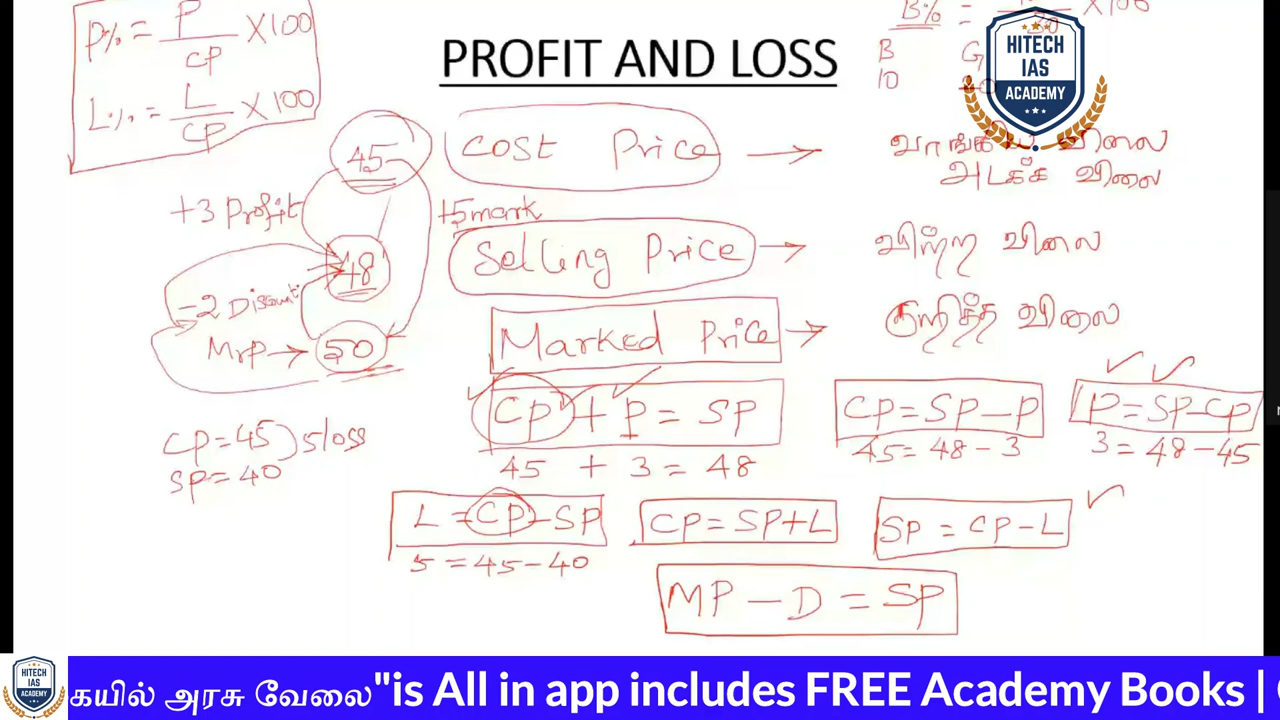 P% = P/CP X100
L% = L/CP X100
PROFIT AND LOSS
B% =
X100
B G
10
HITECH
IAS
ACADEMY
45
Cost Price →
வாங்கிய விலை
அடக்க விலை
+3 Profit
+5 mark
48
Selling Price →
விற்ற விலை
-2 Discount
MrP → 50
Marked Price →
குறித்த விலை
CP + P = SP
45 + 3 = 48
CP = SP - P
45 = 48 - 3
P = SP - CP
3 = 48 - 45
CP = 45
SP = 40
5 loss
L = CP - SP
5 = 45 - 40
CP = SP + L
SP = CP - L
MP - D = SP
HITECH
IAS
ACADEMY
கயில் அரசு வேலை"is All in app includes FREE Academy Books |